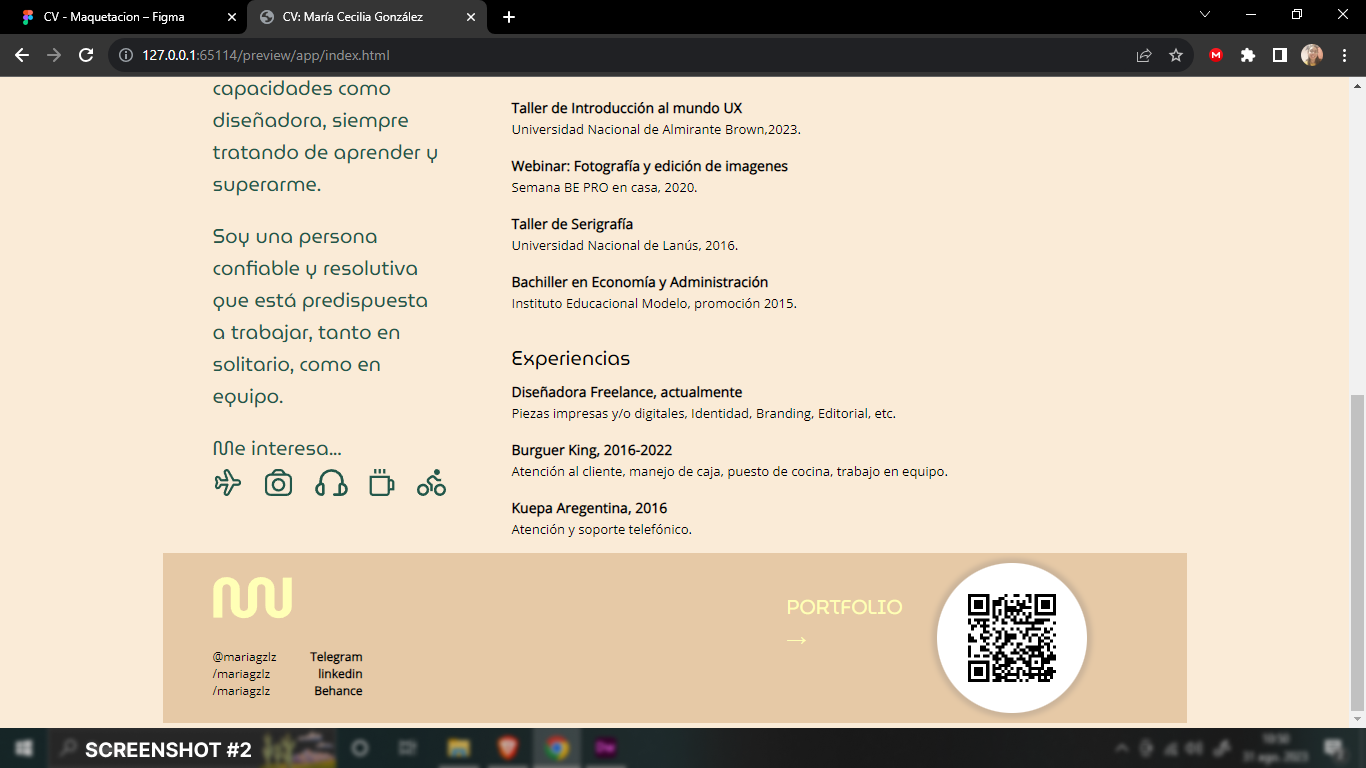 CV - Maquetacion – Figma
CV: María Cecilia González
127.0.0.1:65114/preview/app/index.html
capacidades como
diseñadora, siempre
tratando de aprender y
superarme.
Soy una persona
confiable y resolutiva
que está predispuesta
a trabajar, tanto en
solitario, como en
equipo.
Me interesa...
Taller de Introducción al mundo UX
Universidad Nacional de Almirante Brown,2023.
Webinar: Fotografía y edición de imagenes
Semana BE PRO en casa, 2020.
Taller de Serigrafía
Universidad Nacional de Lanús, 2016.
Bachiller en Economía y Administración
Instituto Educacional Modelo, promoción 2015.
Experiencias
Diseñadora Freelance, actualmente
Piezas impresas y/o digitales, Identidad, Branding, Editorial, etc.
Burguer King, 2016-2022
Atención al cliente, manejo de caja, puesto de cocina, trabajo en equipo.
Kuepa Aregentina, 2016
Atención y soporte telefónico.
PORTFOLIO
→
@mariagzlz Telegram
/mariagzlz linkedin
/mariagzlz Behance
SCREENSHOT #2
31 ago. 2023